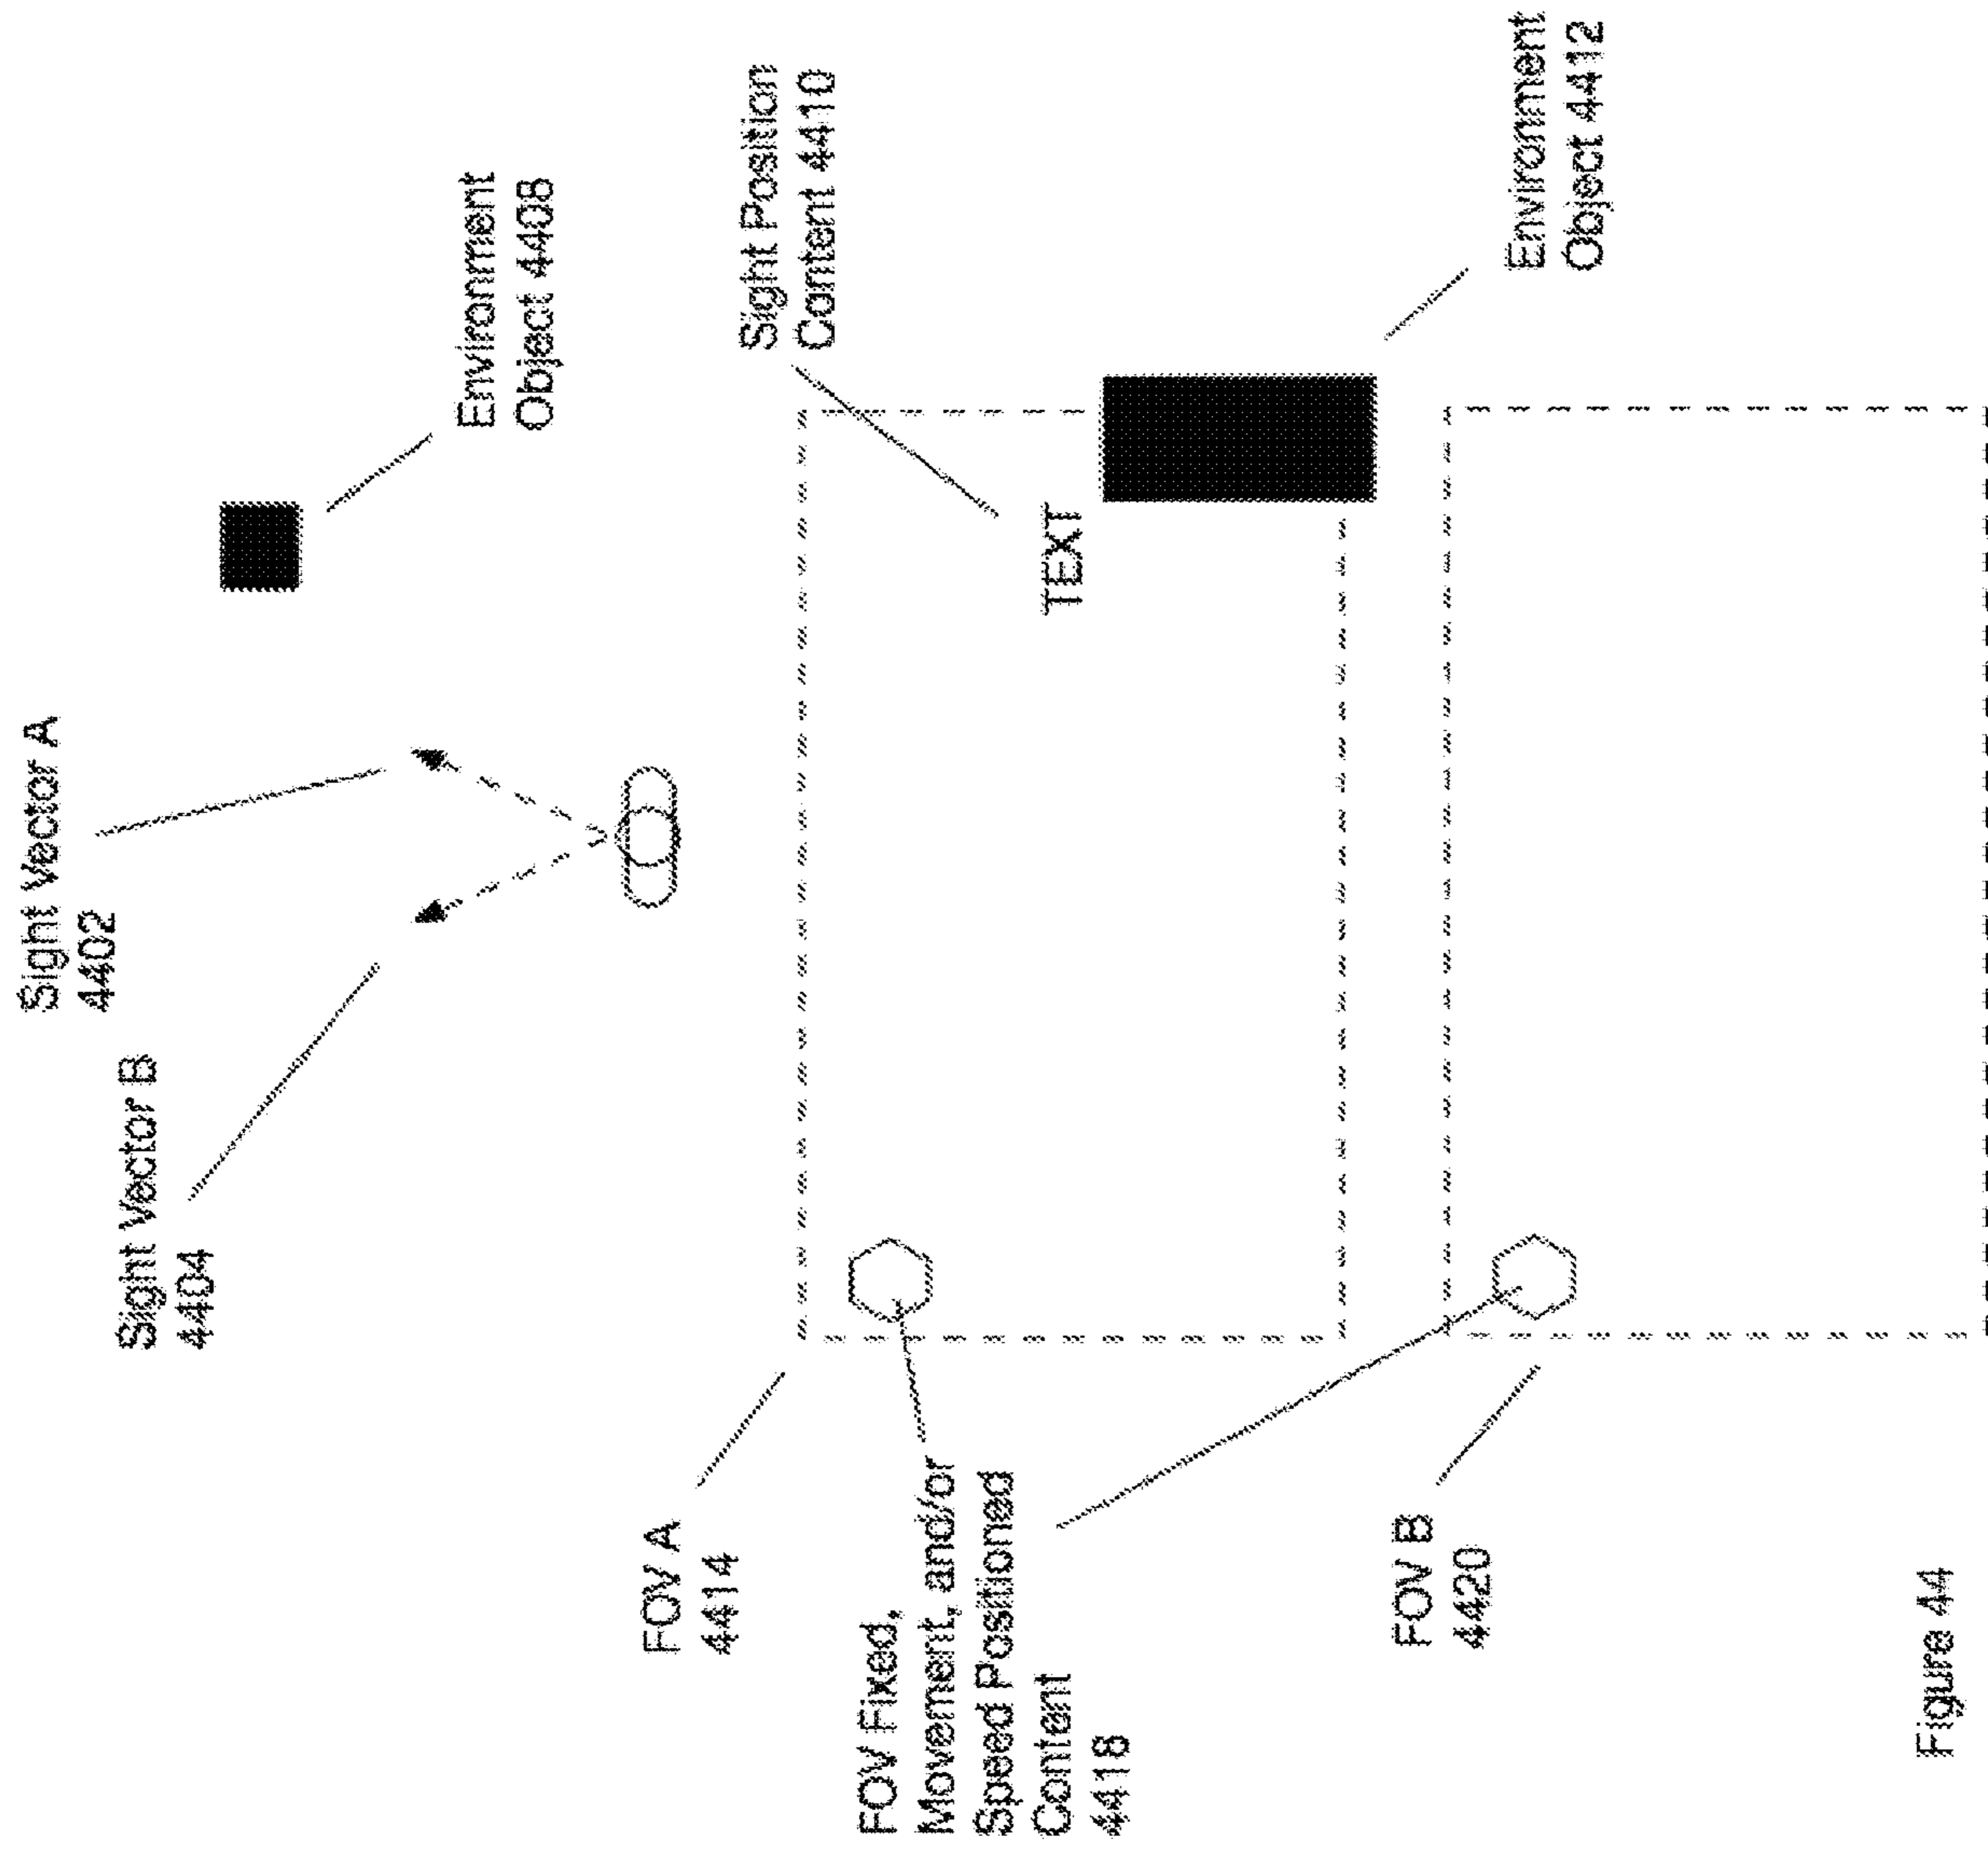 Sight Vector A
4402
Sight Vector B
4404
Environment
Object 4408
FOV A
4414
Sight Position
Content 4410
TEXT
FOV Fixed,
Movement, and/or
Speed Positioned
Content
4418
FOV B
4420
Environment
Object 4412
Figure 44